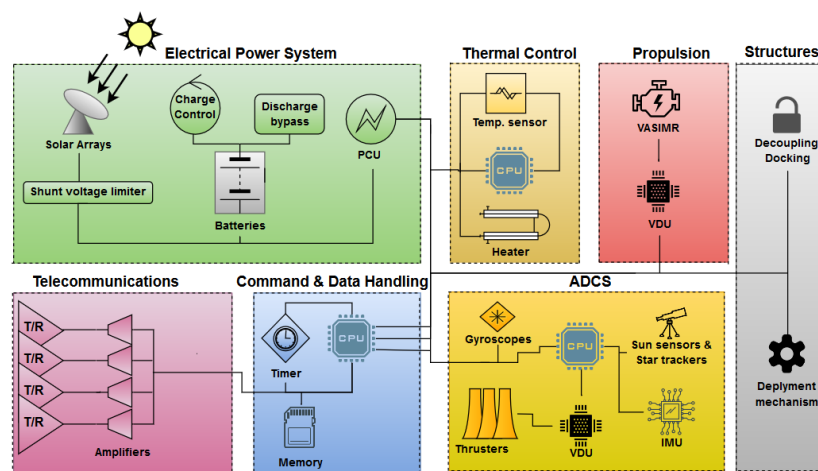 Electrical Power System
Thermal Control
Propulsion
Structures
Charge
Control
Discharge
bypass
Solar Arrays
PCU
Shunt voltage limiter
Batteries
Temp. sensor
CPU
Heater
VASIMR
VDU
Decoupling
Docking
Telecommunications
Command & Data Handling
ADCS
T/R
T/R
T/R
T/R
Amplifiers
Timer
CPU
Memory
Gyroscopes
CPU
Sun sensors &
Star trackers
Thrusters
VDU
IMU
Deplyment
mechanism